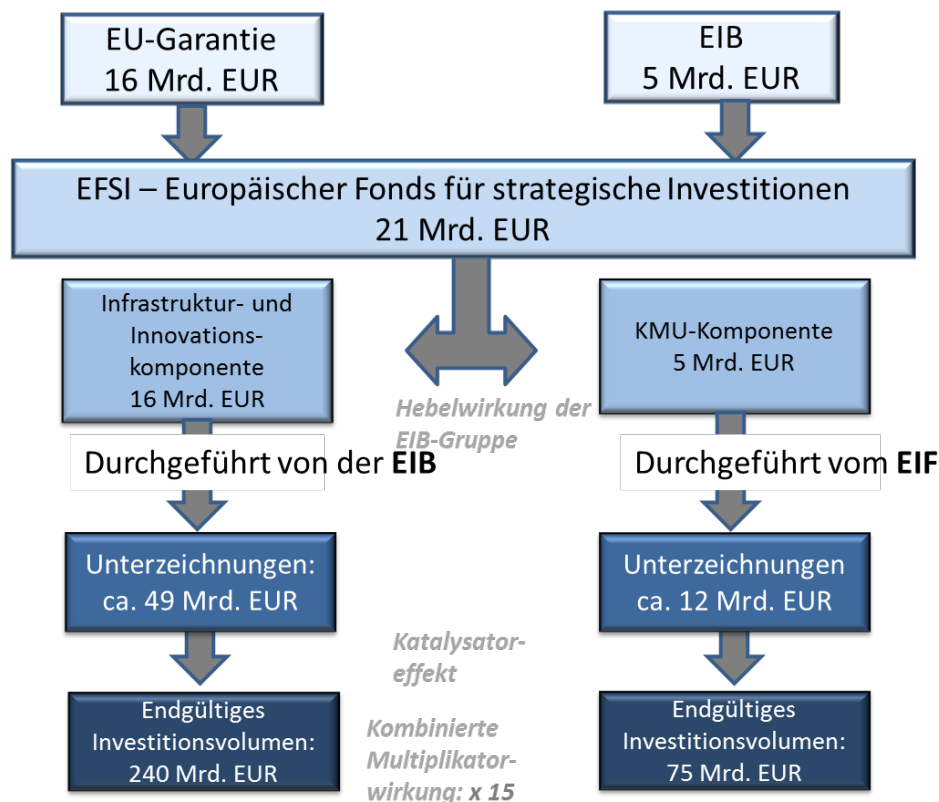 EU-Garantie
16 Mrd. EUR
EIB
5 Mrd. EUR
EFSI – Europäischer Fonds für strategische Investitionen
21 Mrd. EUR
Infrastruktur- und
Innovations-
komponente
16 Mrd. EUR
KMU-Komponente
5 Mrd. EUR
Hebelwirkung der
EIB-Gruppe
Durchgeführt von der EIB
Durchgeführt vom EIF
Unterzeichnungen:
ca. 49 Mrd. EUR
Unterzeichnungen
ca. 12 Mrd. EUR
Katalysator-
effekt
Endgültiges
Investitionsvolumen:
240 Mrd. EUR
Kombinierte
Multiplikator-
wirkung: x 15
Endgültiges
Investitionsvolumen:
75 Mrd. EUR